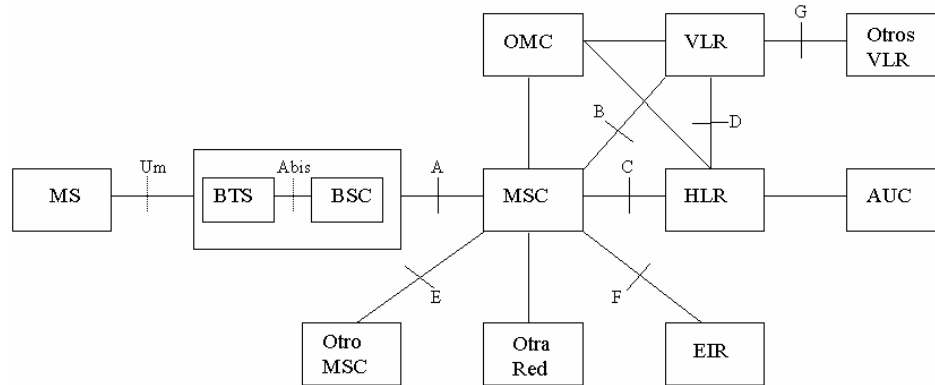 G
OMC
VLR
Otros
VLR
B
D
Um
Abis
A
C
MS
BTS
BSC
MSC
HLR
AUC
E
F
Otro
MSC
Otra
Red
EIR